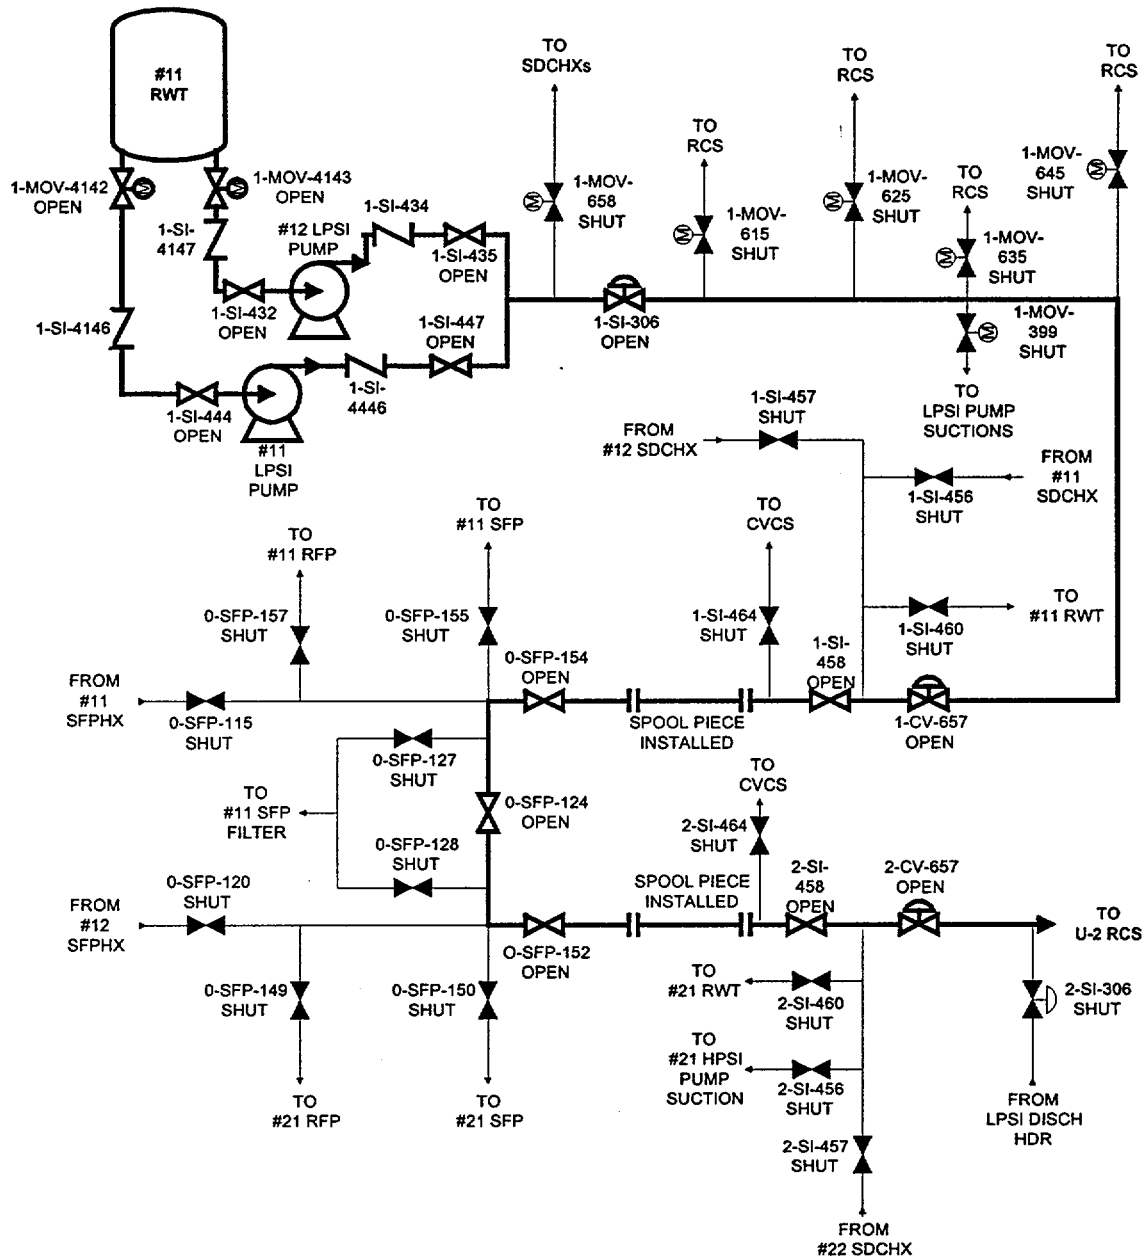 #11
RWT
1-MOV-4142
OPEN
1-MOV-4143
OPEN
1-SI-
4147
#12 LPSI
PUMP
1-SI-434
1-SI-435
OPEN
1-SI-432
OPEN
1-SI-4146
1-SI-447
OPEN
1-SI-
4446
1-SI-444
OPEN
#11
LPSI
PUMP
TO
SDCHXs
1-MOV-
658
SHUT
1-SI-306
OPEN
TO
RCS
1-MOV-
615
SHUT
TO
RCS
1-MOV-
625
SHUT
TO
RCS
1-MOV-
635
SHUT
TO
RCS
1-MOV-
645
SHUT
1-MOV-
399
SHUT
TO
LPSI PUMP
SUCTIONS
M
M
M
M
M
M
M
M
FROM
#12 SDCHX
1-SI-457
SHUT
1-SI-456
SHUT
FROM
#11
SDCHX
TO
CVCS
1-SI-464
SHUT
1-SI-460
SHUT
TO
#11 RWT
1-SI-
458
OPEN
1-CV-657
OPEN
TO
#11 RFP
0-SFP-157
SHUT
TO
#11 SFP
0-SFP-155
SHUT
0-SFP-154
OPEN
SPOOL PIECE
INSTALLED
FROM
#11
SFPHX
0-SFP-115
SHUT
0-SFP-127
SHUT
TO
#11 SFP
FILTER
0-SFP-124
OPEN
0-SFP-128
SHUT
0-SFP-120
SHUT
FROM
#12
SFPHX
O-SFP-152
OPEN
SPOOL PIECE
INSTALLED
TO
CVCS
2-SI-464
SHUT
2-SI-
458
OPEN
2-CV-657
OPEN
TO
U-2 RCS
0-SFP-149
SHUT
TO
#21 RFP
0-SFP-150
SHUT
TO
#21 SFP
TO
#21 RWT
2-SI-460
SHUT
TO
#21 HPSI
PUMP
SUCTION
2-SI-456
SHUT
2-SI-457
SHUT
FROM
#22 SDCHX
2-SI-306
SHUT
FROM
LPSI DISCH
HDR